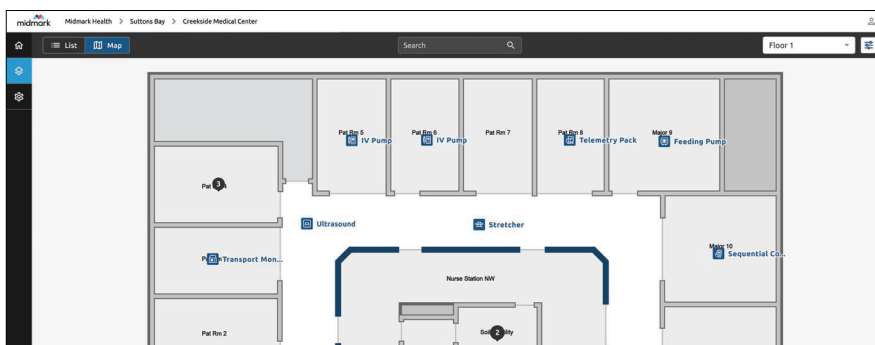 midmark
Midmark Health > Suttons Bay > Creekside Medical Center
List
Map
Search
Floor 1
Pat Rm 5
IV Pump
Pat Rm 6
IV Pump
Pat Rm 7
Pat Rm 8
Telemetry Pack
Major 9
Feeding Pump
3
Ultrasound
Stretcher
Transport Mon...
Major 10
Sequential Co...
Nurse Station NW
Pat Rm 2
2